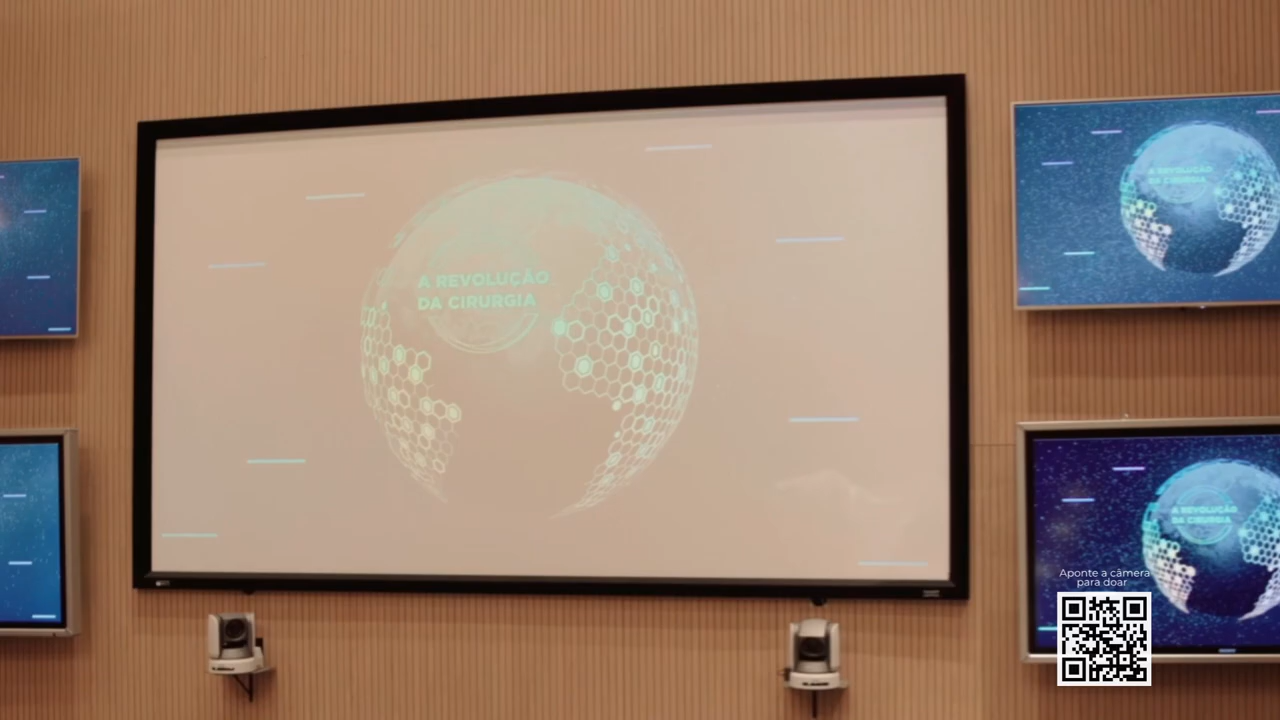 A REVOLUÇÃO
DA CIRURGIA
A REVOLUÇÃO
DA CIRURGIA
A REVOLUÇÃO
DA CIRURGIA
Aponte a câmera
para doar